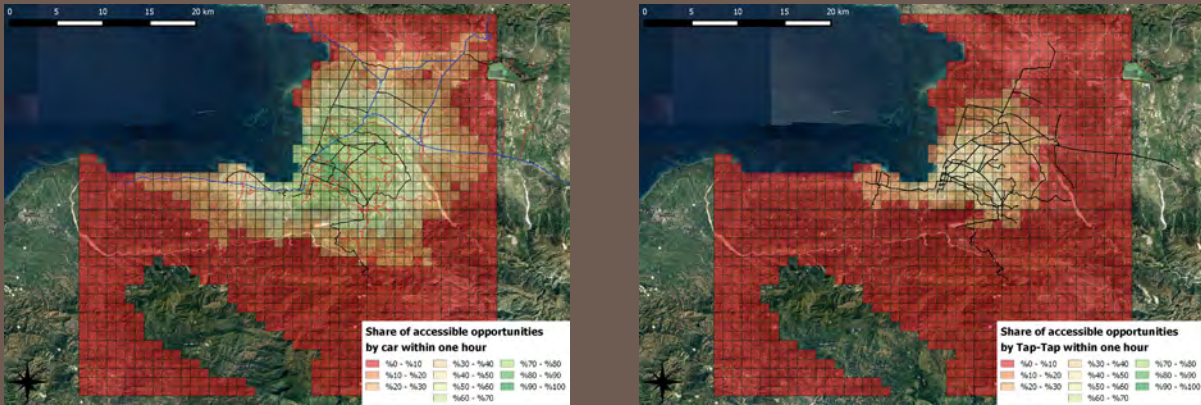 0 5 10 15 20 km
Share of accessible opportunities
by car within one hour
%0 - %10 %30 - %40 %70 - %80
%10 - %20 %40 - %50 %80 - %90
%20 - %30 %50 - %60 %90 - %100
%60 - %70
0 5 10 15 20 km
Share of accessible opportunities
by Tap-Tap within one hour
%0 - %10 %30 - %40 %70 - %80
%10 - %20 %40 - %50 %80 - %90
%20 - %30 %50 - %60 %90 - %100
%60 - %70